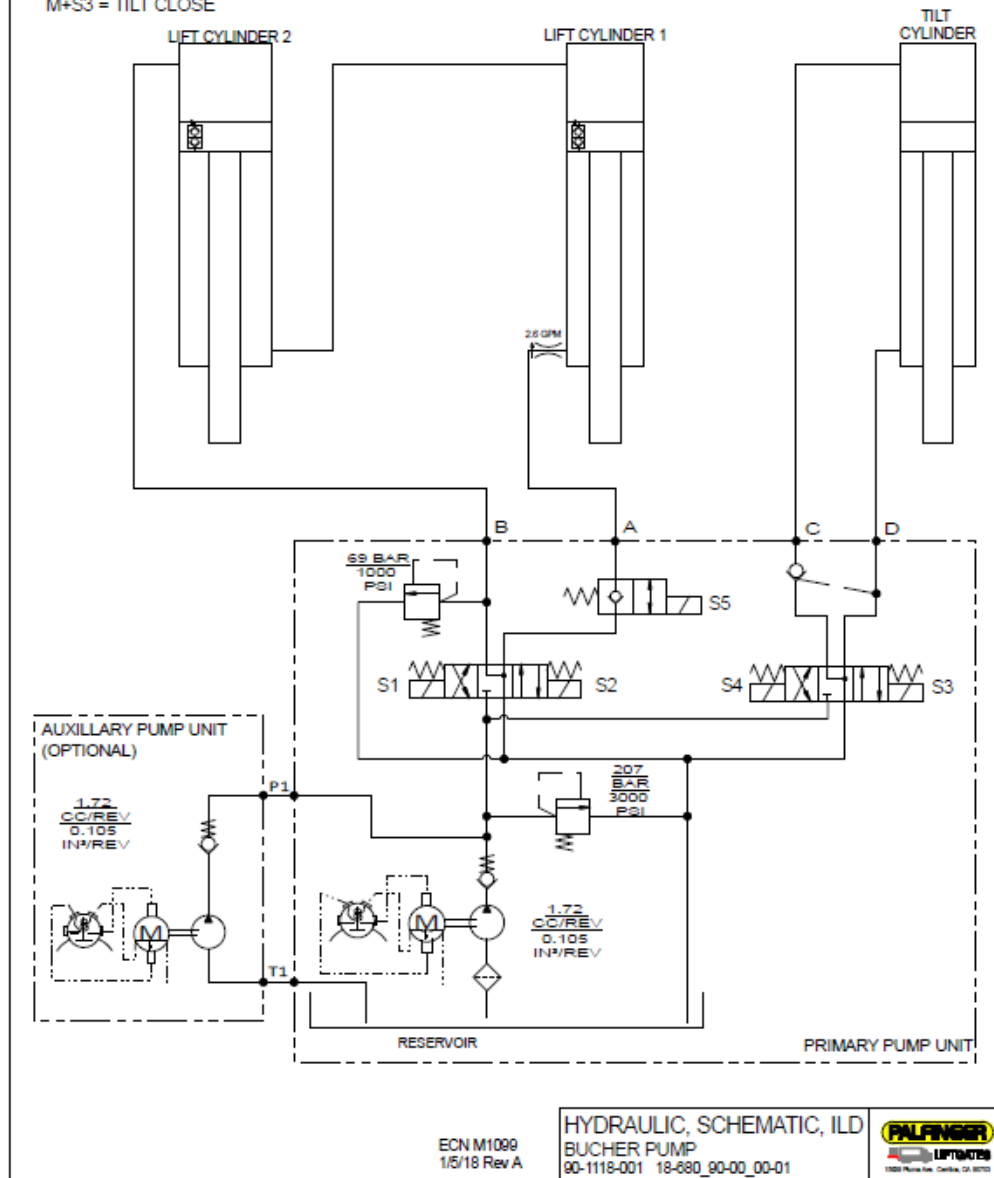 M+S3 = TILT CLOSE
LIFT CYLINDER 2
LIFT CYLINDER 1
TILT
CYLINDER
2.6 GPM
B
A
C
D
69 BAR
1000
PSI
S5
S1
S2
S4
S3
AUXILLARY PUMP UNIT
(OPTIONAL)
P1
207
BAR
3000
PSI
1.72
CC/REV
0.105
IN³/REV
M
M
1.72
CC/REV
0.105
IN³/REV
T1
RESERVOIR
PRIMARY PUMP UNIT
ECN M1099
1/5/18 Rev A
HYDRAULIC, SCHEMATIC, ILD
BUCHER PUMP
90-1118-001 18-680_90-00_00-01
PALFINGER
LIFTGATES